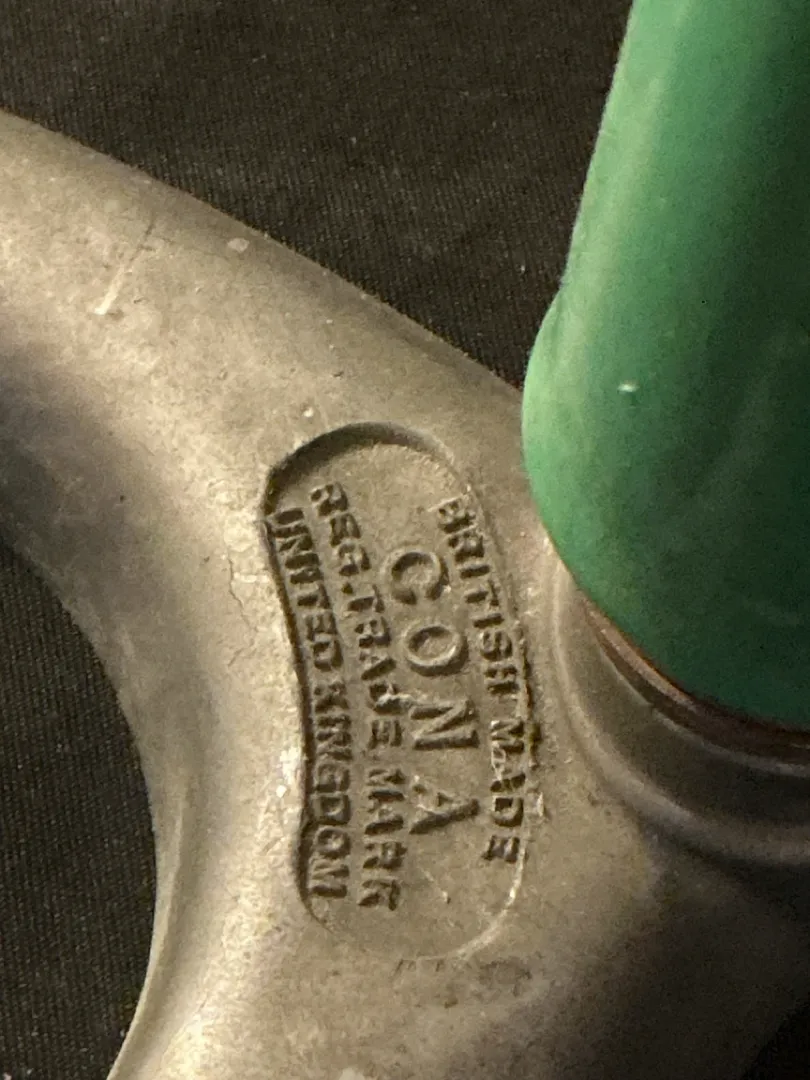 BRITISH MADE
CONA
REG. TRADE MARK
UNITED KINGDOM